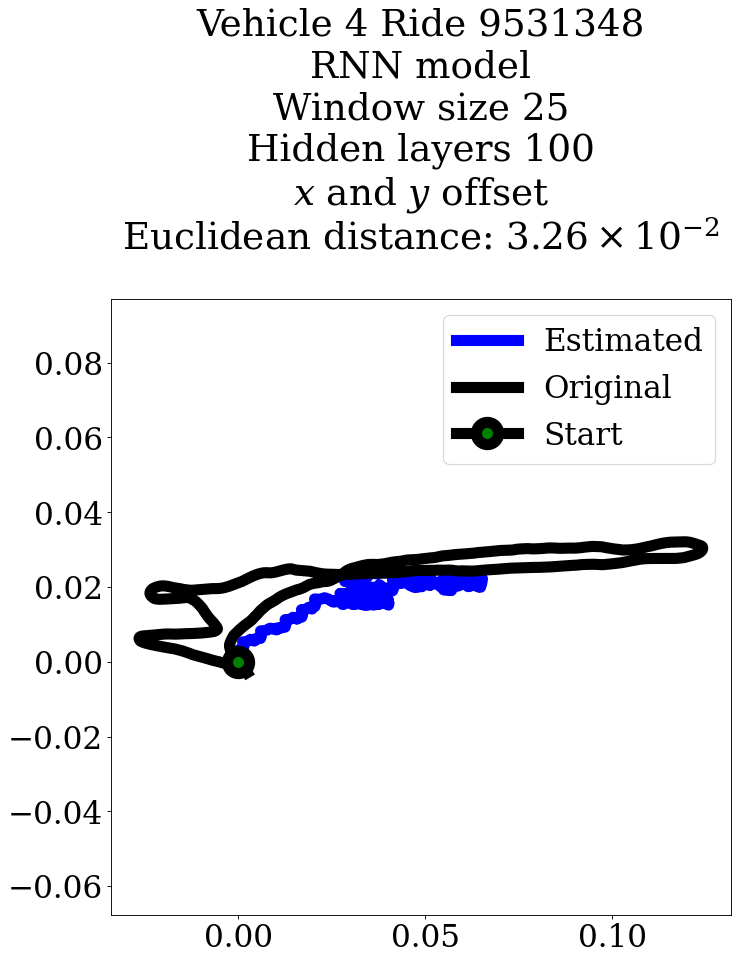 Vehicle 4 Ride 9531348
RNN model
Window size 25
Hidden layers 100
x and y offset
Euclidean distance: 3.26 × 10⁻²
Estimated
Original
Start
0.08
0.06
0.04
0.02
0.00
−0.02
−0.04
−0.06
0.00 0.05 0.10